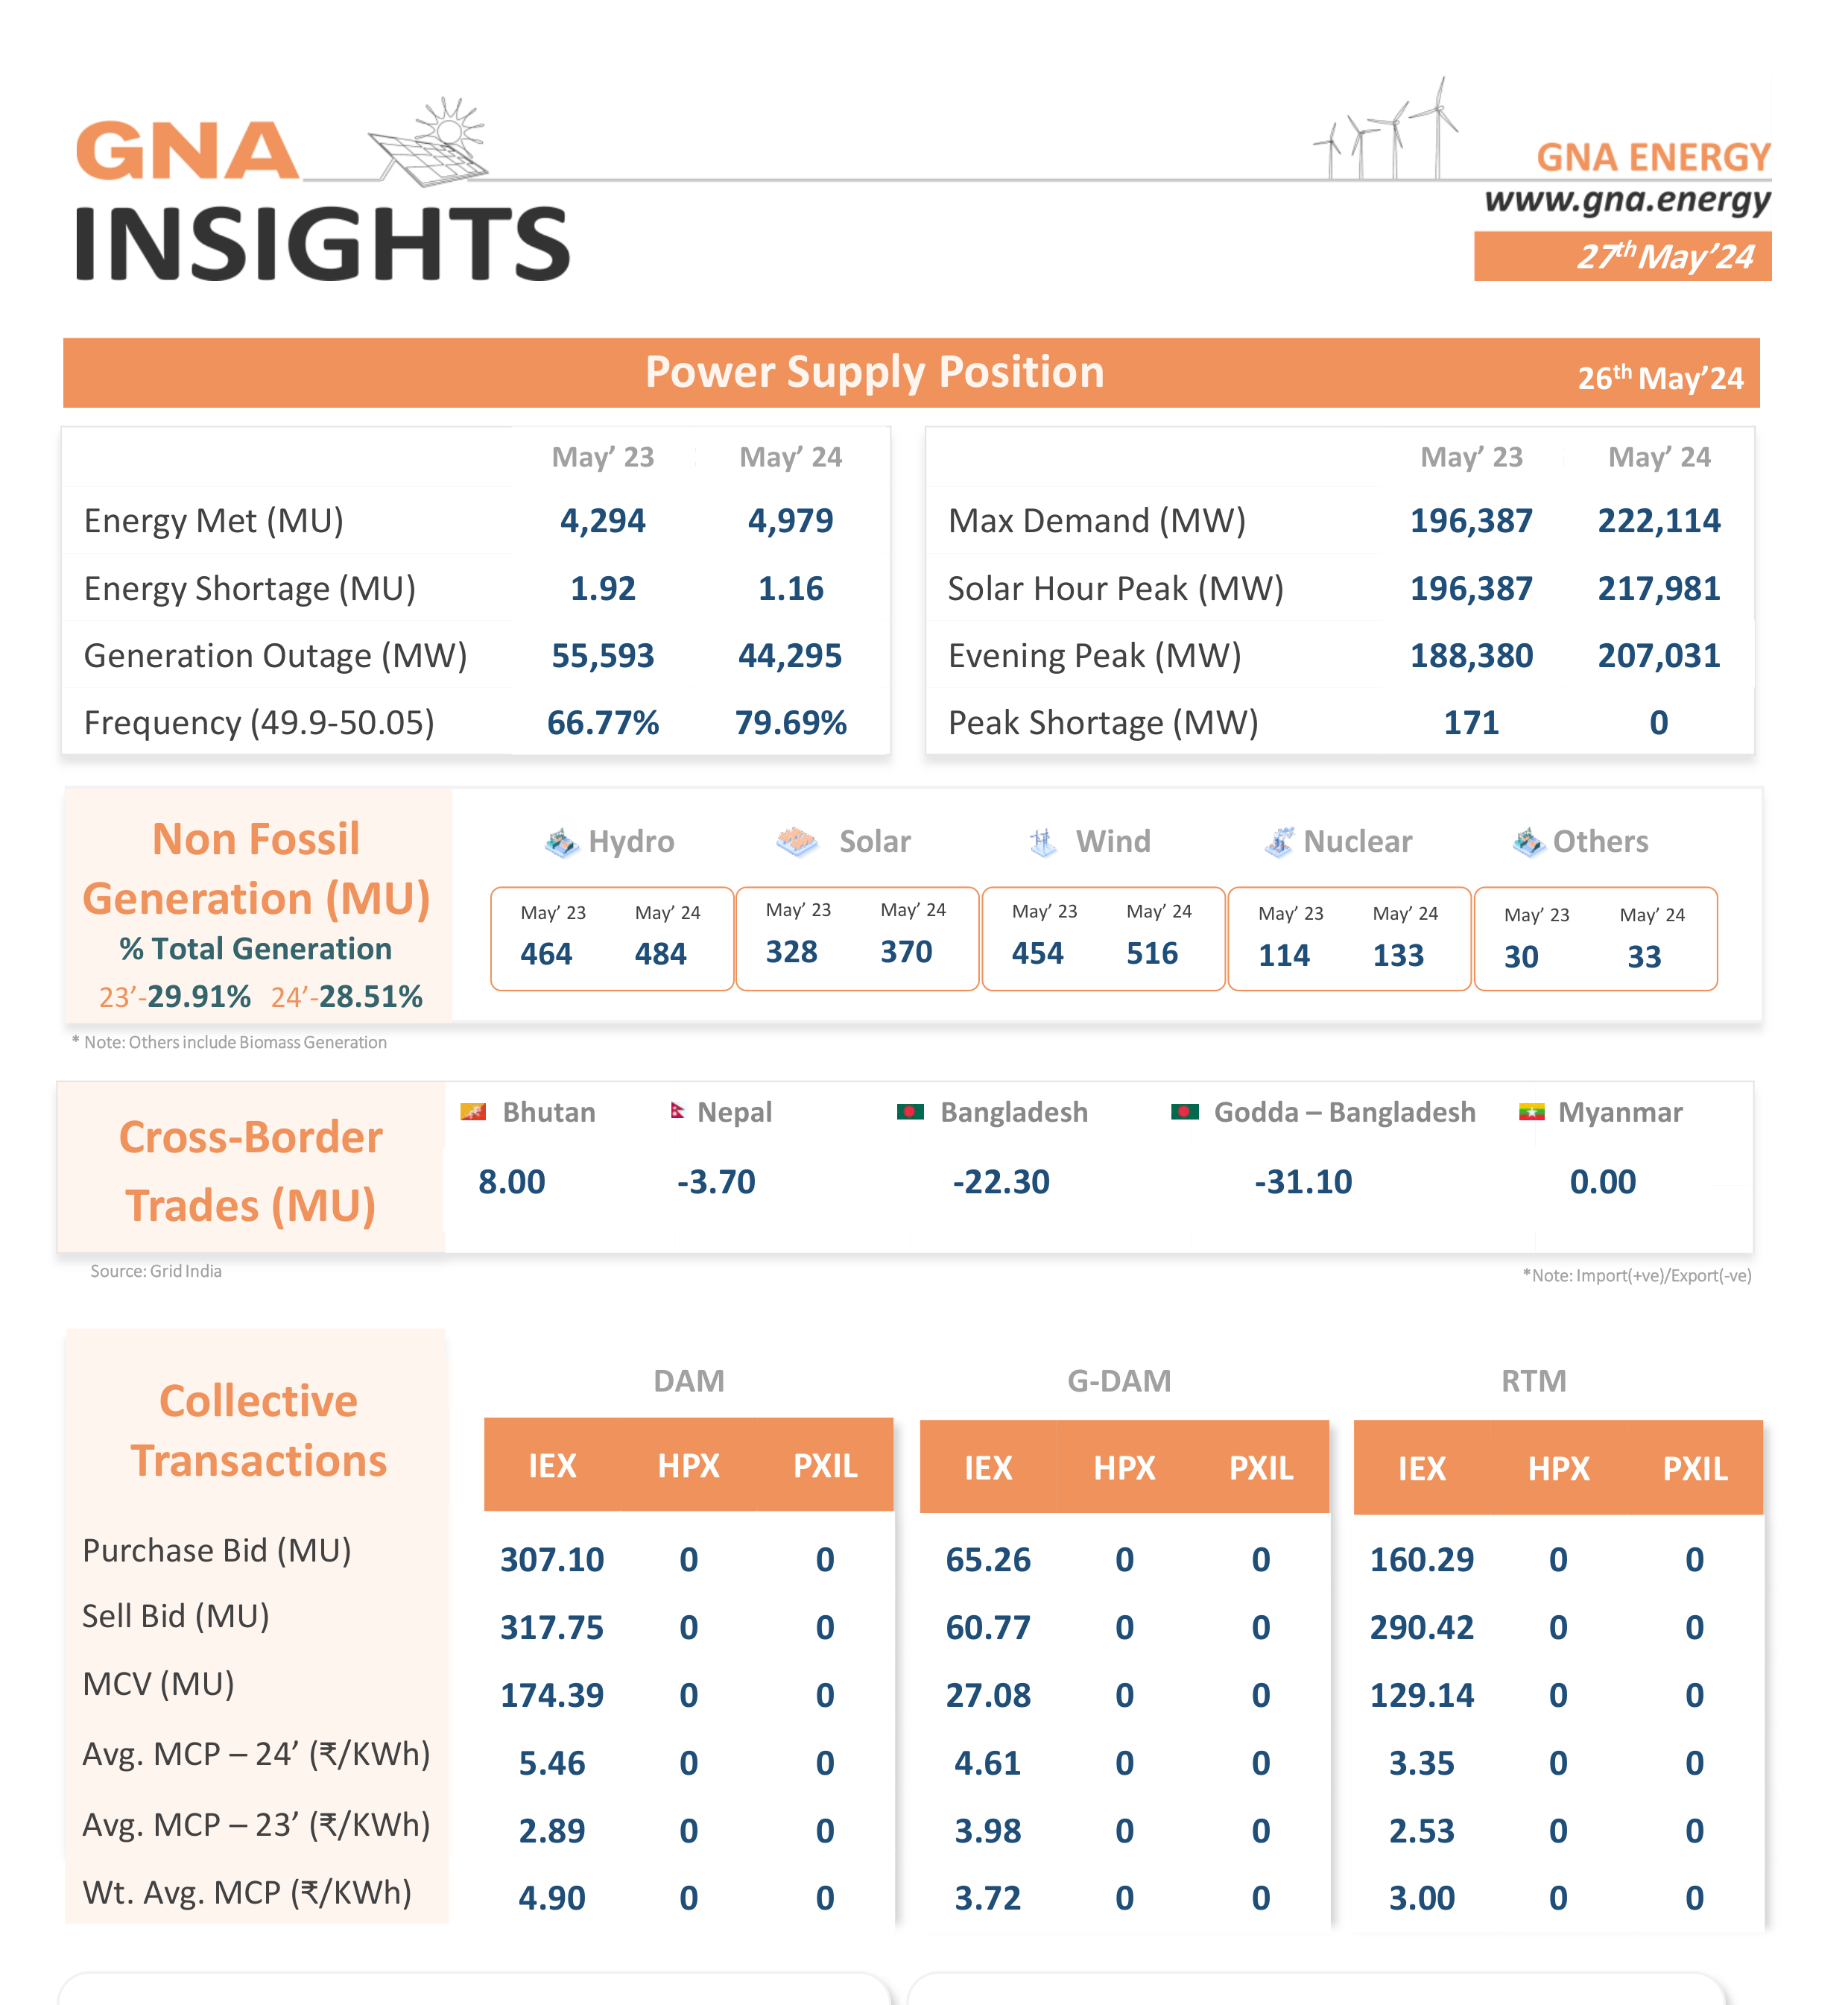 GNA
INSIGHTS
GNA ENERGY
www.gna.energy
27th May'24
Power Supply Position 26th May'24
May' 23 May' 24
Energy Met (MU) 4,294 4,979
Energy Shortage (MU) 1.92 1.16
Generation Outage (MW) 55,593 44,295
Frequency (49.9-50.05) 66.77% 79.69%
May' 23 May' 24
Max Demand (MW) 196,387 222,114
Solar Hour Peak (MW) 196,387 217,981
Evening Peak (MW) 188,380 207,031
Peak Shortage (MW) 171 0
Non Fossil
Generation (MU)
% Total Generation
23'-29.91% 24'-28.51%
Hydro Solar Wind Nuclear Others
May' 23 May' 24 May' 23 May' 24 May' 23 May' 24 May' 23 May' 24 May' 23 May' 24
464 484 328 370 454 516 114 133 30 33
* Note: Others include Biomass Generation
Cross-Border
Trades (MU)
Bhutan Nepal Bangladesh Godda – Bangladesh Myanmar
8.00 -3.70 -22.30 -31.10 0.00
Source: Grid India *Note: Import(+ve)/Export(-ve)
Collective
Transactions
DAM G-DAM RTM
IEX HPX PXIL IEX HPX PXIL IEX HPX PXIL
Purchase Bid (MU) 307.10 0 0 65.26 0 0 160.29 0 0
Sell Bid (MU) 317.75 0 0 60.77 0 0 290.42 0 0
MCV (MU) 174.39 0 0 27.08 0 0 129.14 0 0
Avg. MCP – 24' (₹/KWh) 5.46 0 0 4.61 0 0 3.35 0 0
Avg. MCP – 23' (₹/KWh) 2.89 0 0 3.98 0 0 2.53 0 0
Wt. Avg. MCP (₹/KWh) 4.90 0 0 3.72 0 0 3.00 0 0